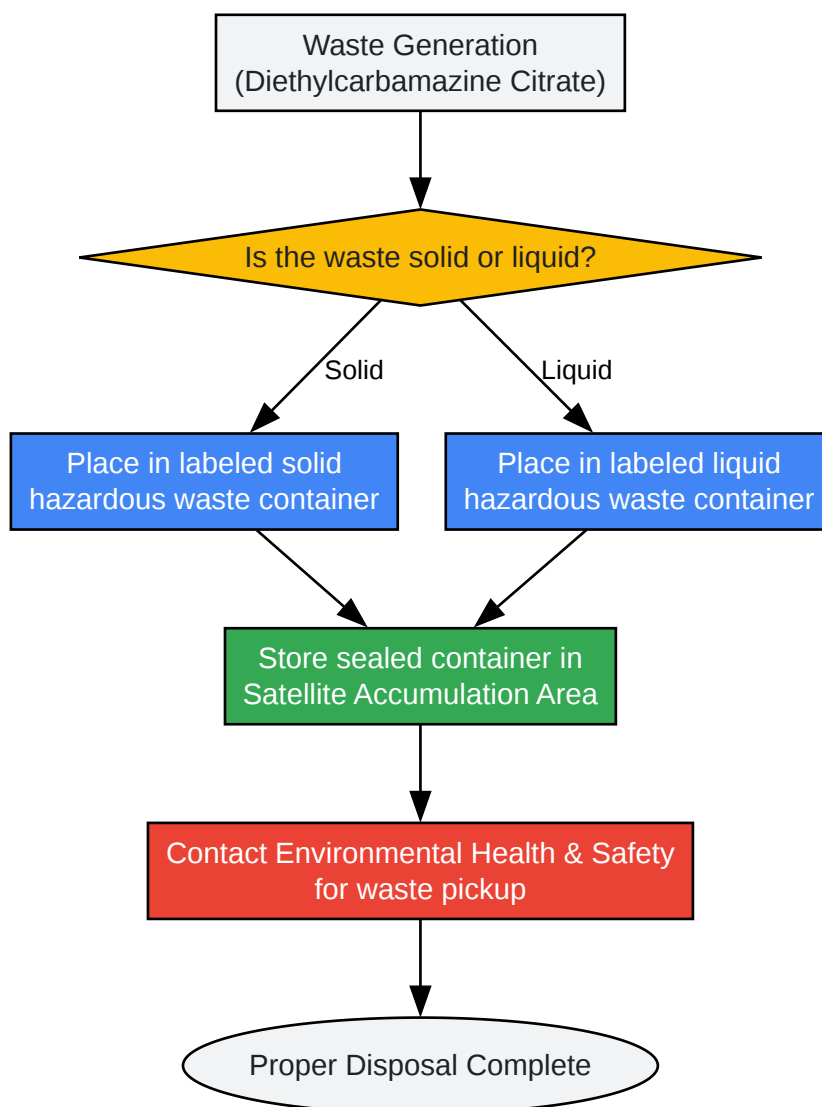 Waste Generation
(Diethylcarbamazine Citrate)
Is the waste solid or liquid?
Solid
Liquid
Place in labeled solid
hazardous waste container
Place in labeled liquid
hazardous waste container
Store sealed container in
Satellite Accumulation Area
Contact Environmental Health & Safety
for waste pickup
Proper Disposal Complete